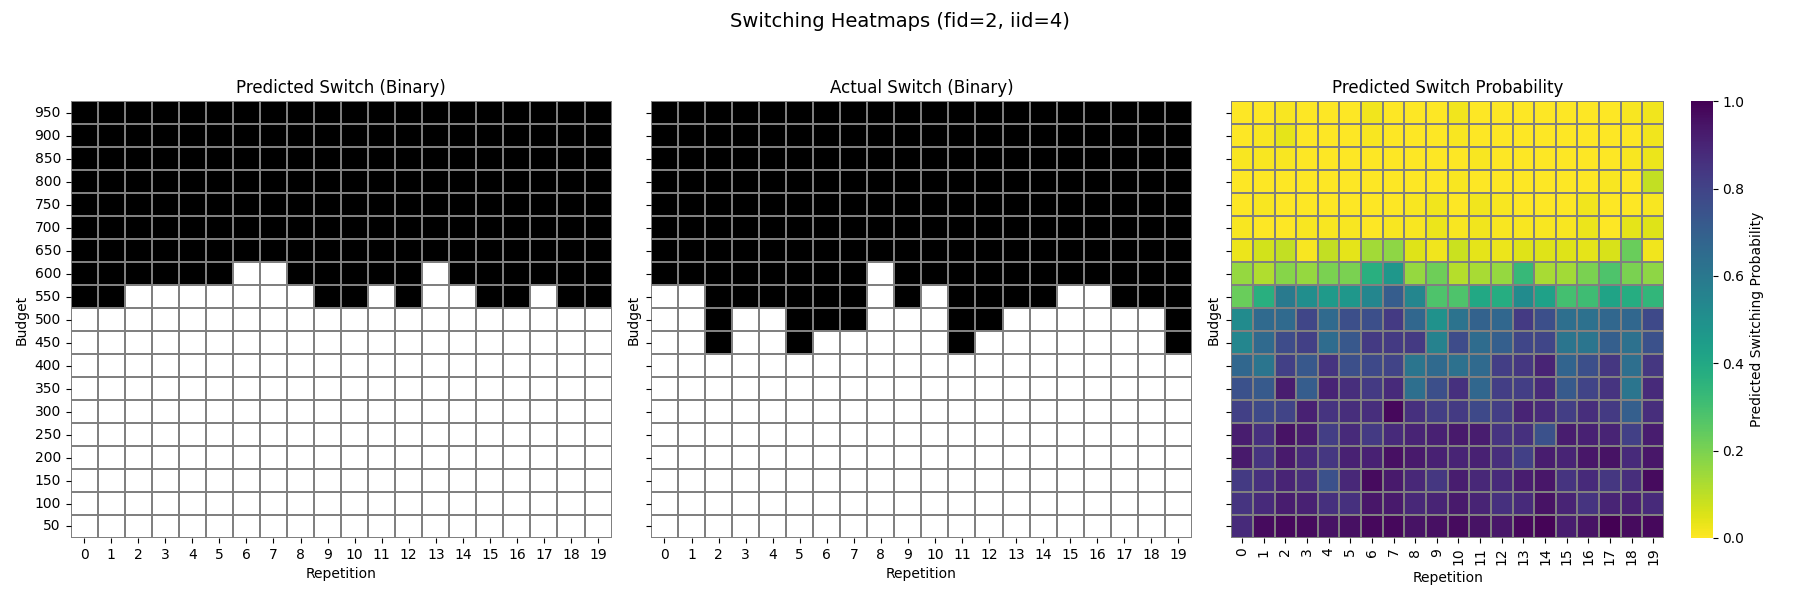 Switching Heatmaps (fid=2, iid=4)
Predicted Switch (Binary)
Budget
950
900
850
800
750
700
650
600
550
500
450
400
350
300
250
200
150
100
50
0 1 2 3 4 5 6 7 8 9 10 11 12 13 14 15 16 17 18 19
Repetition
Actual Switch (Binary)
Budget
0 1 2 3 4 5 6 7 8 9 10 11 12 13 14 15 16 17 18 19
Repetition
Predicted Switch Probability
Budget
0 1 2 3 4 5 6 7 8 9 10 11 12 13 14 15 16 17 18 19
Repetition
1.0
0.8
0.6
0.4
0.2
0.0
Predicted Switching Probability